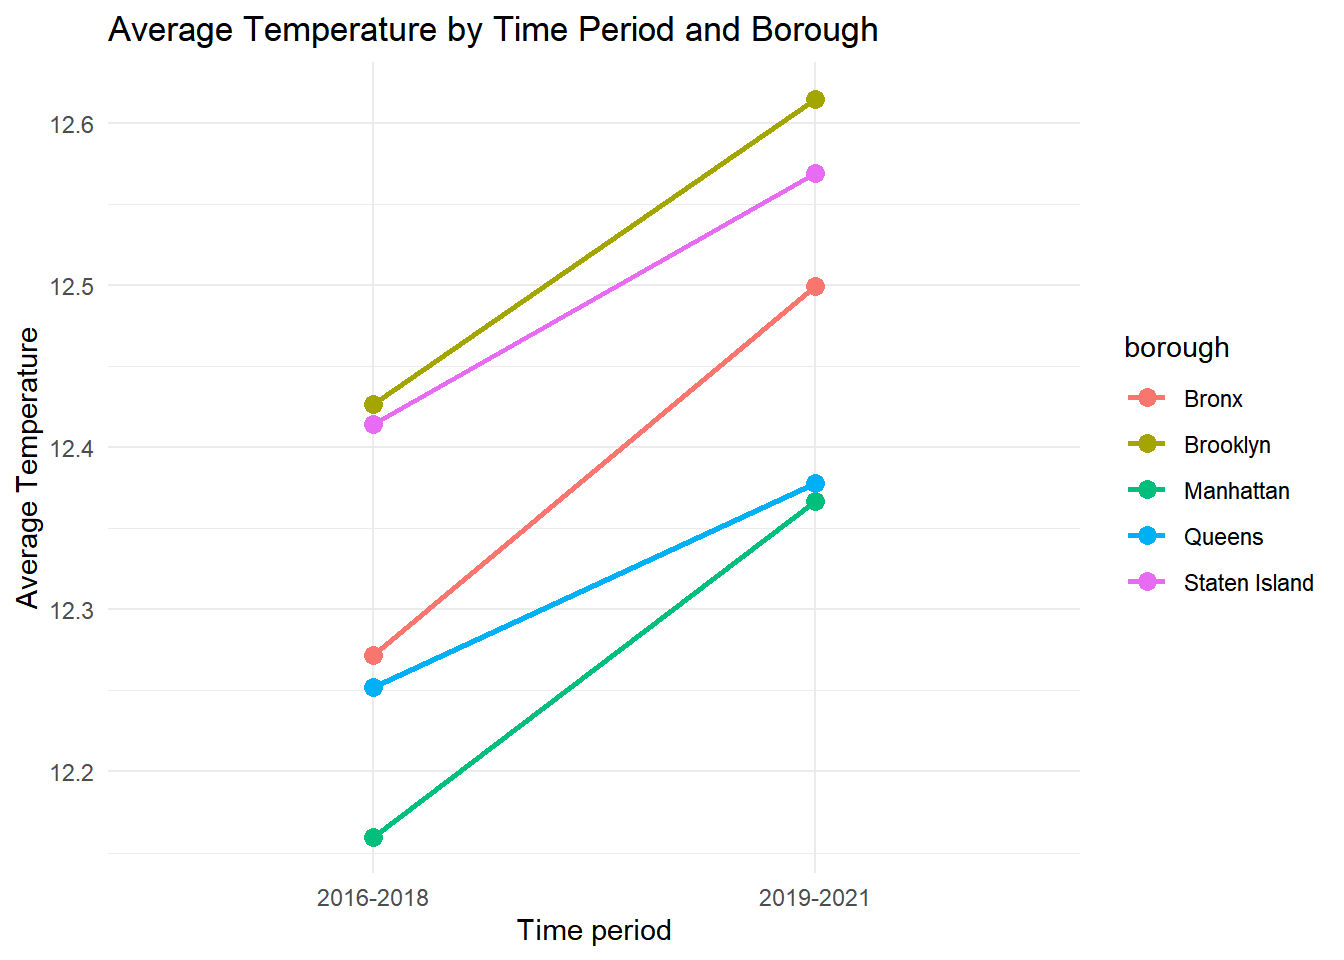 Average Temperature by Time Period and Borough
12.6
12.5
12.4
12.3
12.2
Average Temperature
2016-2018
2019-2021
Time period
borough
Bronx
Brooklyn
Manhattan
Queens
Staten Island